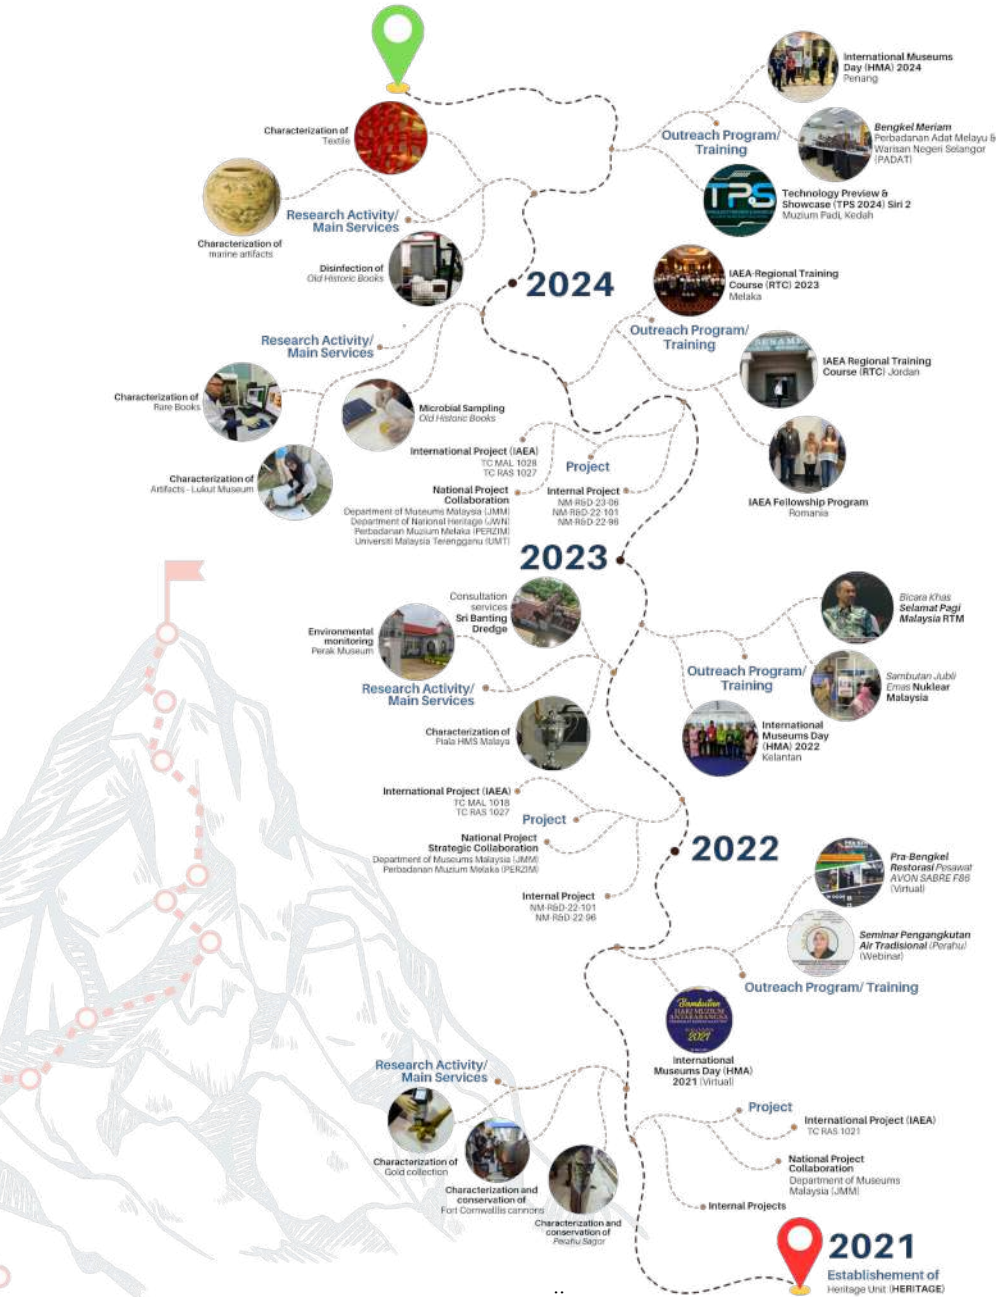 International Museums
Day (HMA) 2024
Penang
Outreach Program/
Training
Bengkel Meriam
Perbadanan Adat Melayu &
Warisan Negeri Selangor
(PADAT)
TPS
Technology Preview &
Showcase (TPS 2024) Siri 2
Muzium Padi, Kedah
Characterization of
Textile
Research Activity/
Main Services
Characterization of
marine artifacts
Disinfection of
Old Historic Books
2024
IAEA-Regional Training
Course (RTC) 2023
Melaka
Outreach Program/
Training
IAEA Regional Training
Course (RTC) Jordan
IAEA Fellowship Program
Romania
Research Activity/
Main Services
Characterization of
Rare Books
Microbial Sampling
Old Historic Books
Characterization of
Artifacts - Lukut Museum
International Project (IAEA)
TC MAL 1028
TC RAS 1027
Project
National Project
Collaboration
Department of Museums Malaysia (JMM)
Department of National Heritage (JWN)
Perbadanan Muzium Melaka (PERZIM)
Universiti Malaysia Terengganu (UMT)
Internal Project
NM-R&D-23-06
NM-R&D-22-101
NM-R&D-22-96
2023
Consultation
services
Sri Banting
Dredge
Environmental
monitoring
Perak Museum
Research Activity/
Main Services
Characterization of
Piala HMS Malaya
Bicara Khas
Selamat Pagi
Malaysia RTM
Outreach Program/
Training
Sambutan Jubli
Emas Nuklear
Malaysia
International
Museums Day
(HMA) 2022
Kelantan
International Project (IAEA)
TC MAL 1018
TC RAS 1027
Project
National Project
Strategic Collaboration
Department of Museums Malaysia (JMM)
Perbadanan Muzium Melaka (PERZIM)
Internal Project
NM-R&D-22-101
NM-R&D-22-96
2022
Pra-Bengkel
Restorasi Pesawat
AVON SABRE F86
(Virtual)
Seminar Pengangkutan
Air Tradisional (Perahu)
(Webinar)
Outreach Program/ Training
Sambutan
HARI MUZIUM
ANTARABANGSA
2021
International
Museums Day (HMA)
2021 (Virtual)
Research Activity/
Main Services
Characterization of
Gold collection
Characterization and
conservation of
Fort Cornwallis cannons
Characterization and
conservation of
Perahu Sagor
Project
International Project (IAEA)
TC RAS 1021
National Project
Collaboration
Department of Museums
Malaysia (JMM)
Internal Projects
2021
Establishement of
Heritage Unit (HERITAGE)
..